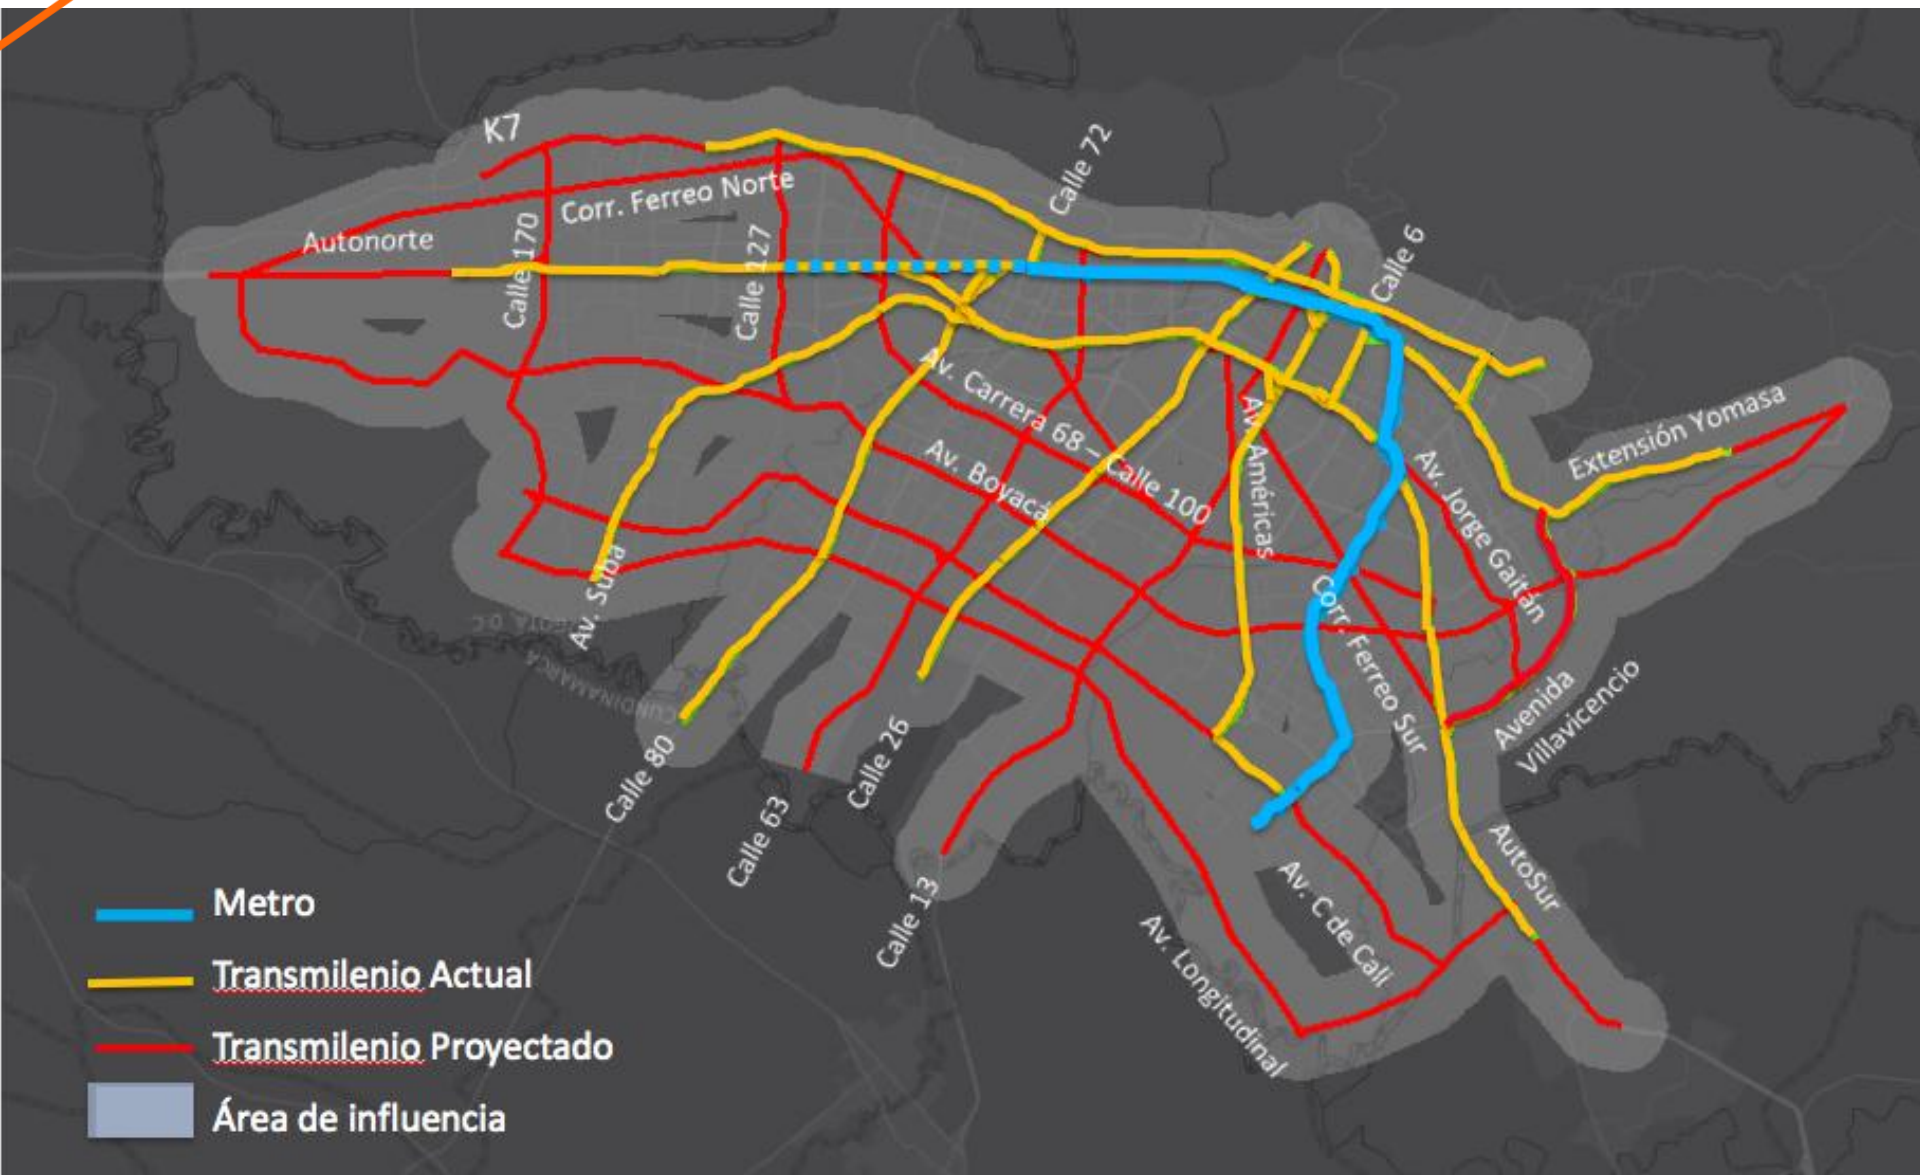 K7
Calle 72
Corr. Ferreo Norte
Autonorte
Calle 170
Calle 127
Calle 6
Av. Carrera 68 – Calle 100
Av. Boyacá
Av. Américas
Av. Jorge Gaitán
Extensión Yomasa
Av. Suba
BOGOTA D.C.
CUNDINAMARCA
Corr. Ferreo Sur
Avenida
Villavicencio
Calle 80
Calle 63
Calle 26
Calle 13
AutoSur
Av. C de Cali
Av. Longitudinal
Metro
Transmilenio Actual
Transmilenio Proyectado
Área de influencia